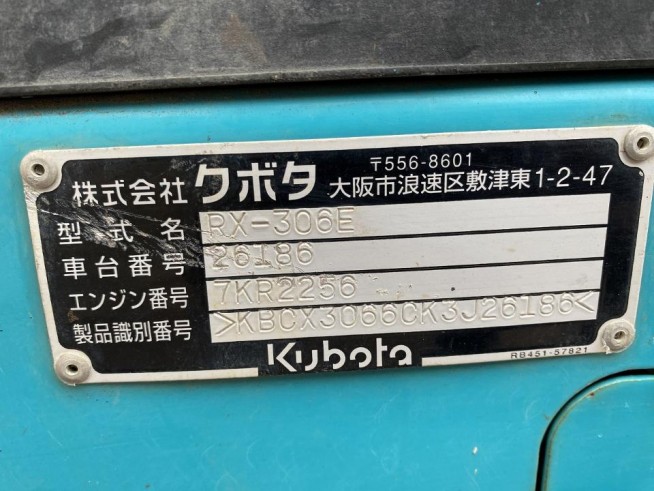 株式会社 クボタ 〒556-8601
大阪市浪速区敷津東1-2-47
型式名 RX-306E
車台番号 26186
エンジン番号 7KR2256
製品識別番号 >KBCX3066CK3J26186<
Kubota RB451-57821